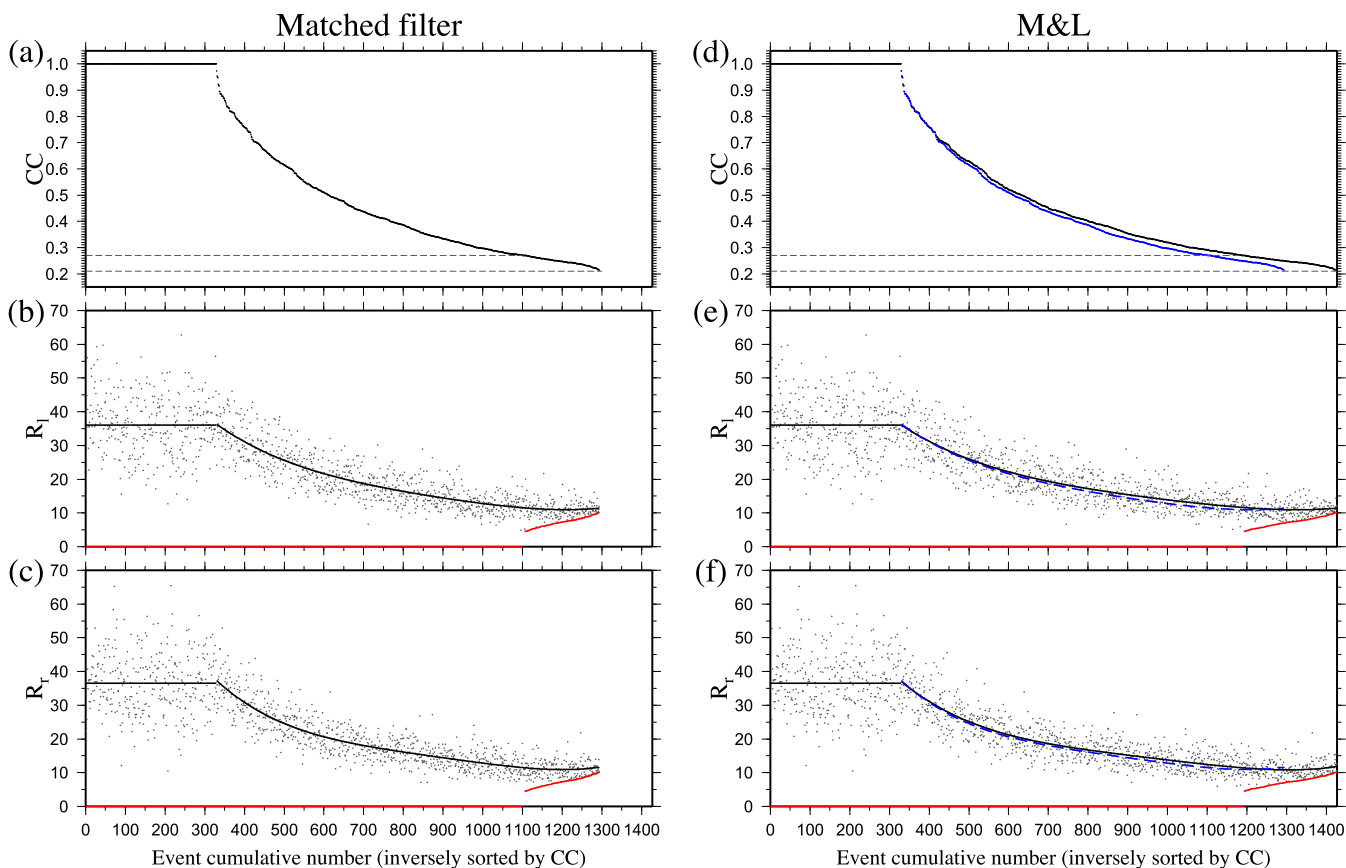 Matched filter
M&L
(a)
1.0
0.9
0.8
0.7
0.6
0.5
0.4
0.3
0.2
CC
(d)
1.0
0.9
0.8
0.7
0.6
0.5
0.4
0.3
0.2
CC
(b)
70
60
50
40
30
20
10
0
Rl
(e)
70
60
50
40
30
20
10
0
Rl
(c)
70
60
50
40
30
20
10
0
Rr
(f)
70
60
50
40
30
20
10
0
Rr
0 100 200 300 400 500 600 700 800 900 1000 1100 1200 1300 1400
0 100 200 300 400 500 600 700 800 900 1000 1100 1200 1300 1400
Event cumulative number (inversely sorted by CC)
Event cumulative number (inversely sorted by CC)